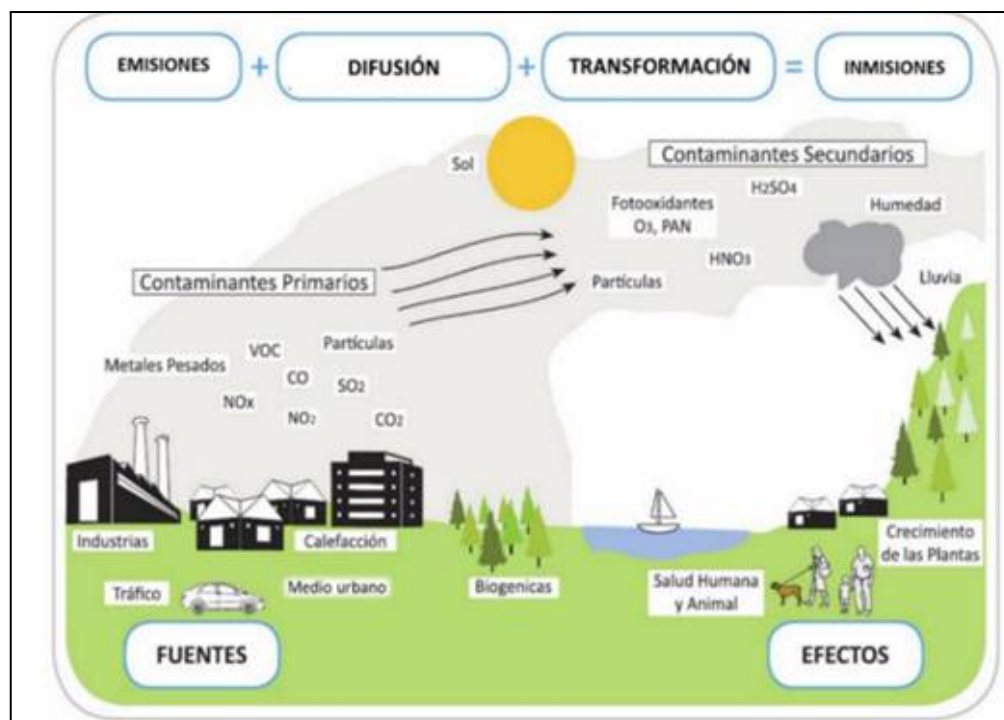 EMISIONES + DIFUSIÓN + TRANSFORMACIÓN = INMISIONES
Sol
Contaminantes Secundarios
H2SO4
Fotooxidantes
O3, PAN
Humedad
HNO3
Contaminantes Primarios
Partículas
Lluvia
Partículas
VOC
Metales Pesados
CO
SO2
NOx
NO2
CO2
Industrias
Calefacción
Crecimiento
de las Plantas
Tráfico
Medio urbano
Biogenicas
Salud Humana
y Animal
FUENTES
EFECTOS